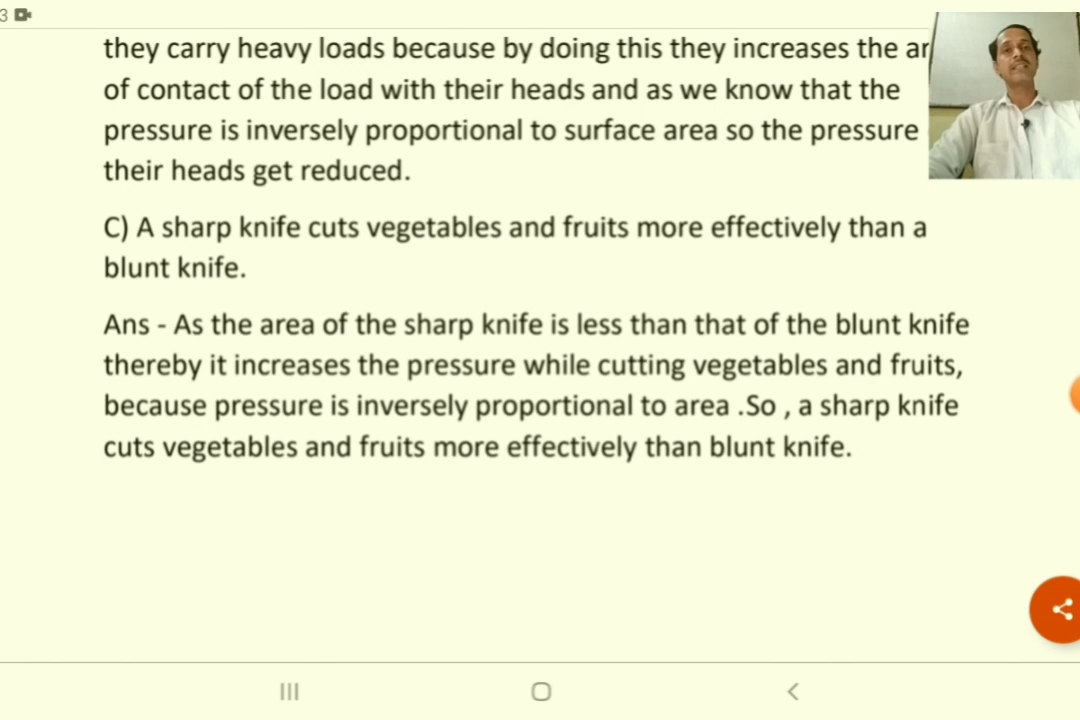 3
they carry heavy loads because by doing this they increases the ar
of contact of the load with their heads and as we know that the
pressure is inversely proportional to surface area so the pressure
their heads get reduced.
C) A sharp knife cuts vegetables and fruits more effectively than a
blunt knife.
Ans - As the area of the sharp knife is less than that of the blunt knife
thereby it increases the pressure while cutting vegetables and fruits,
because pressure is inversely proportional to area .So , a sharp knife
cuts vegetables and fruits more effectively than blunt knife.